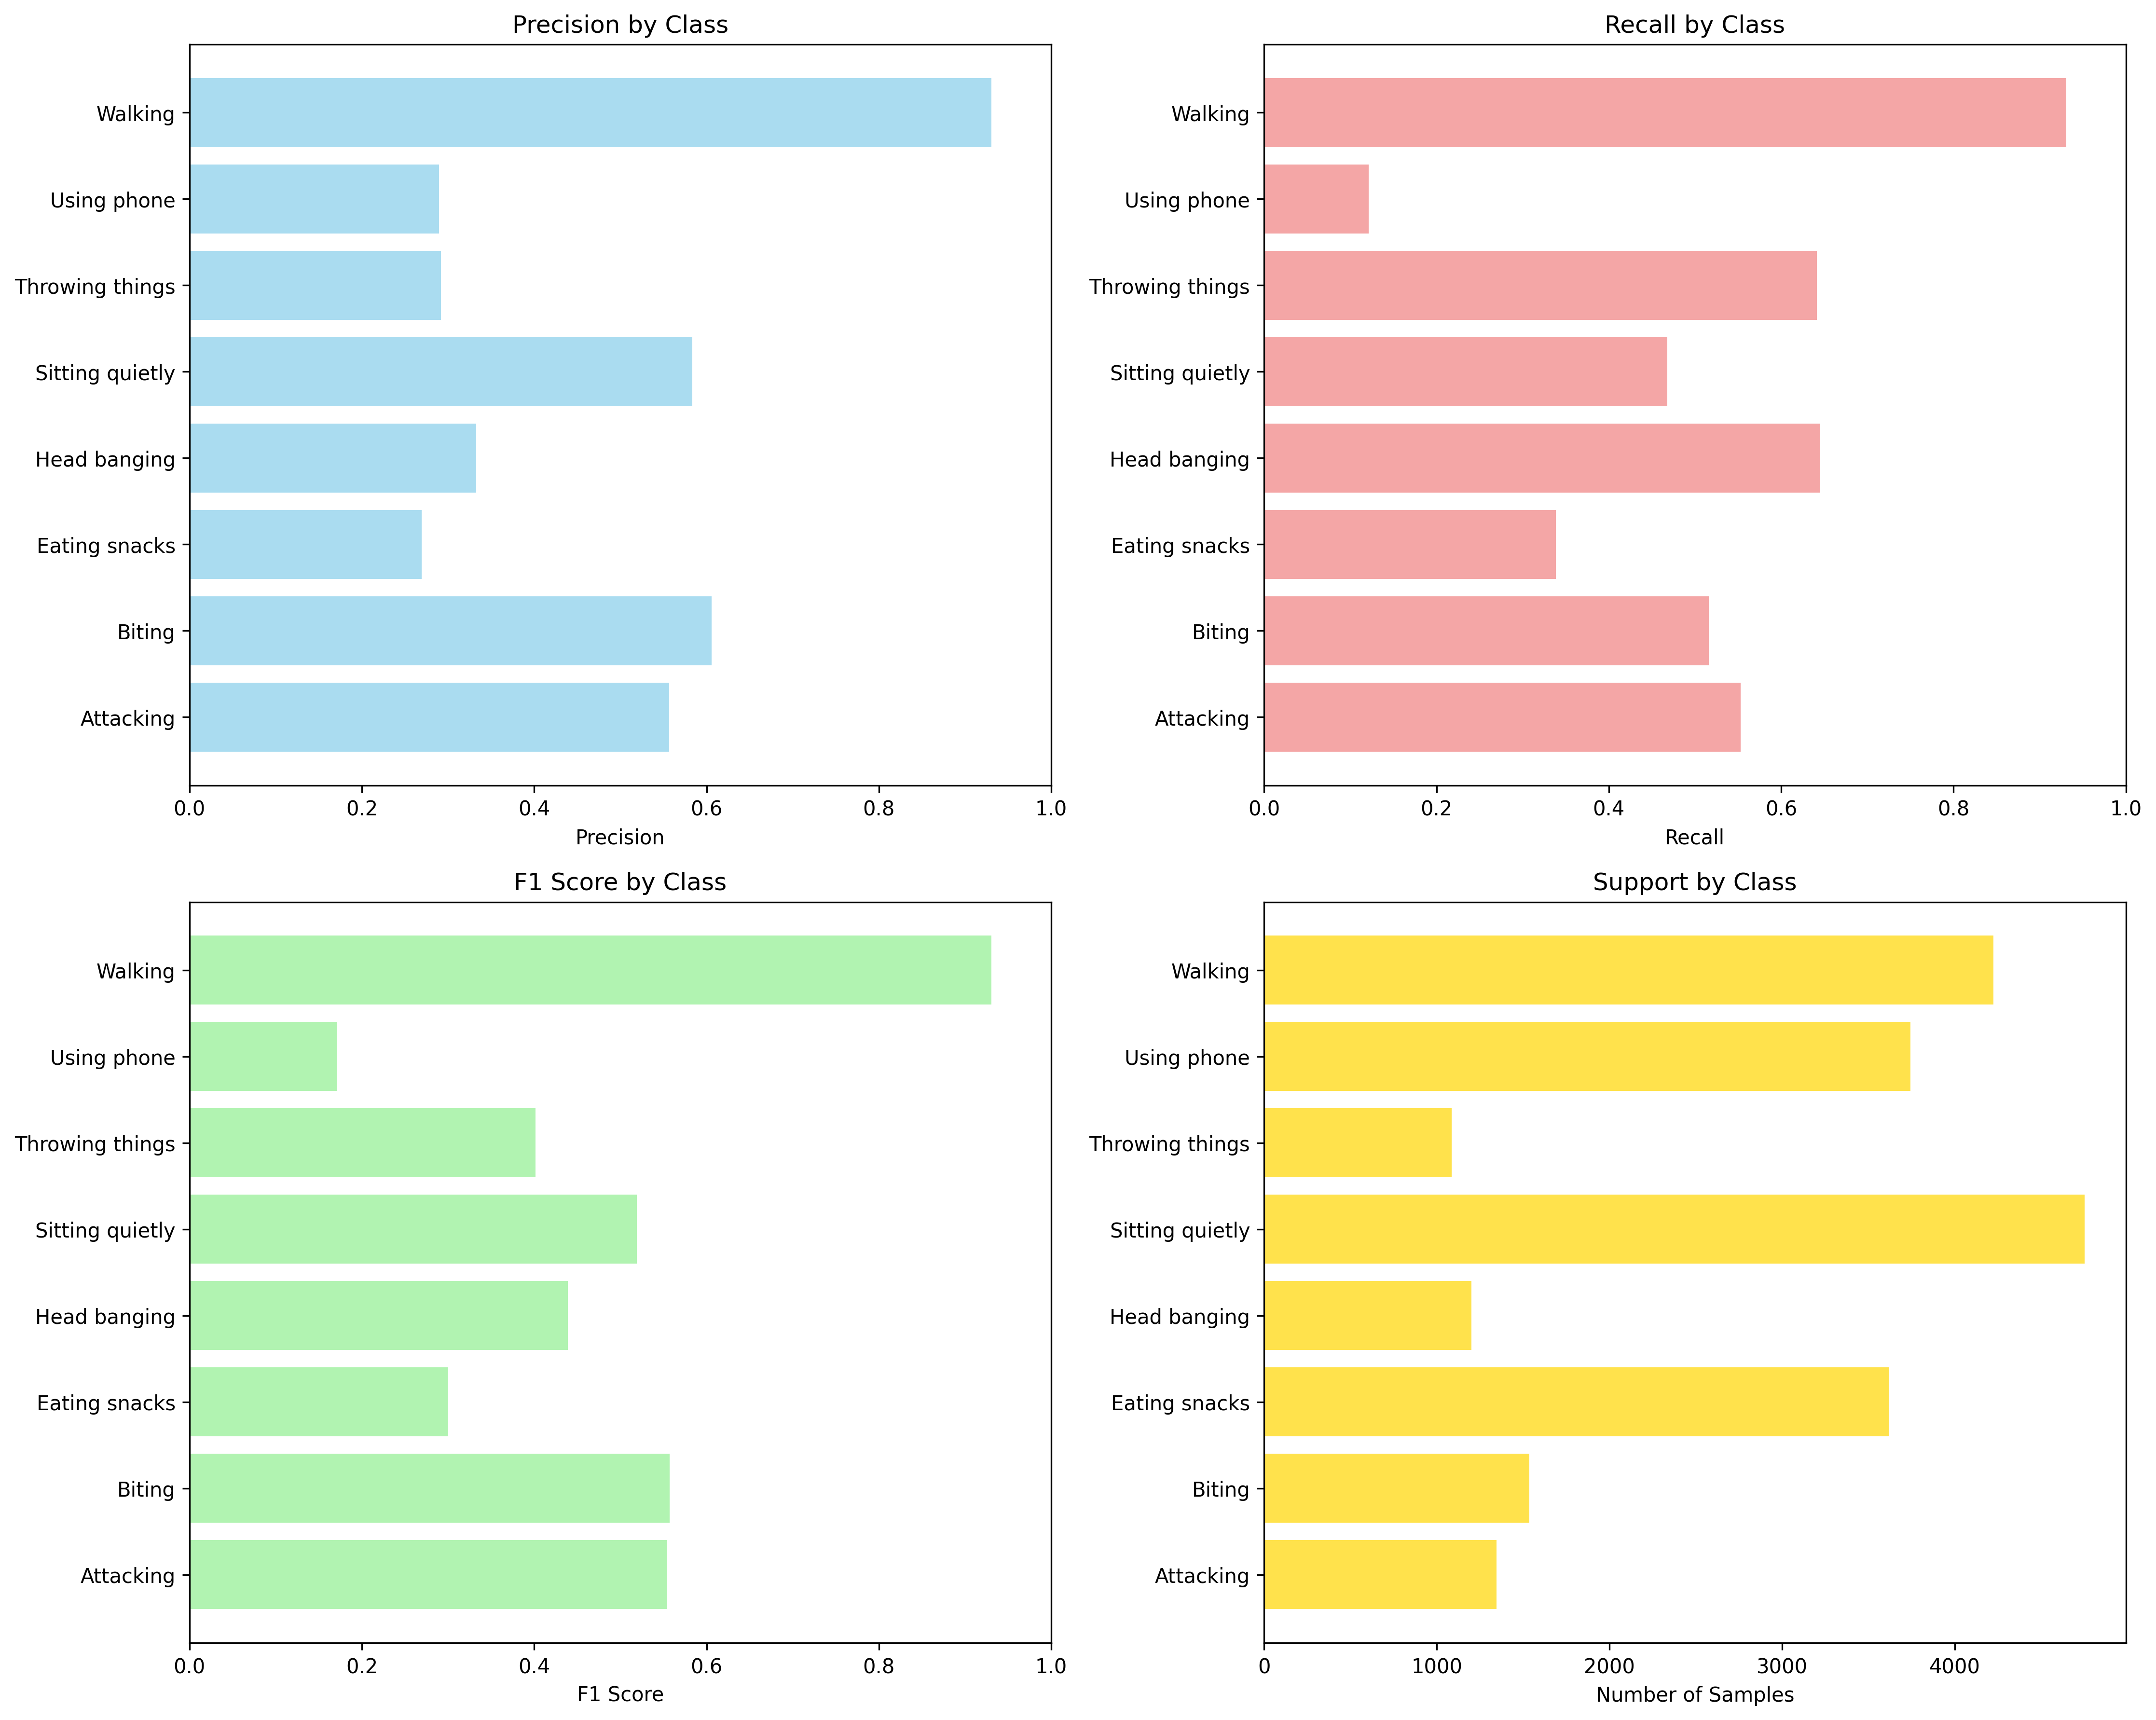 Precision by Class
Walking
Using phone
Throwing things
Sitting quietly
Head banging
Eating snacks
Biting
Attacking
0.0 0.2 0.4 0.6 0.8 1.0
Precision
Recall by Class
Walking
Using phone
Throwing things
Sitting quietly
Head banging
Eating snacks
Biting
Attacking
0.0 0.2 0.4 0.6 0.8 1.0
Recall
F1 Score by Class
Walking
Using phone
Throwing things
Sitting quietly
Head banging
Eating snacks
Biting
Attacking
0.0 0.2 0.4 0.6 0.8 1.0
F1 Score
Support by Class
Walking
Using phone
Throwing things
Sitting quietly
Head banging
Eating snacks
Biting
Attacking
0 1000 2000 3000 4000
Number of Samples